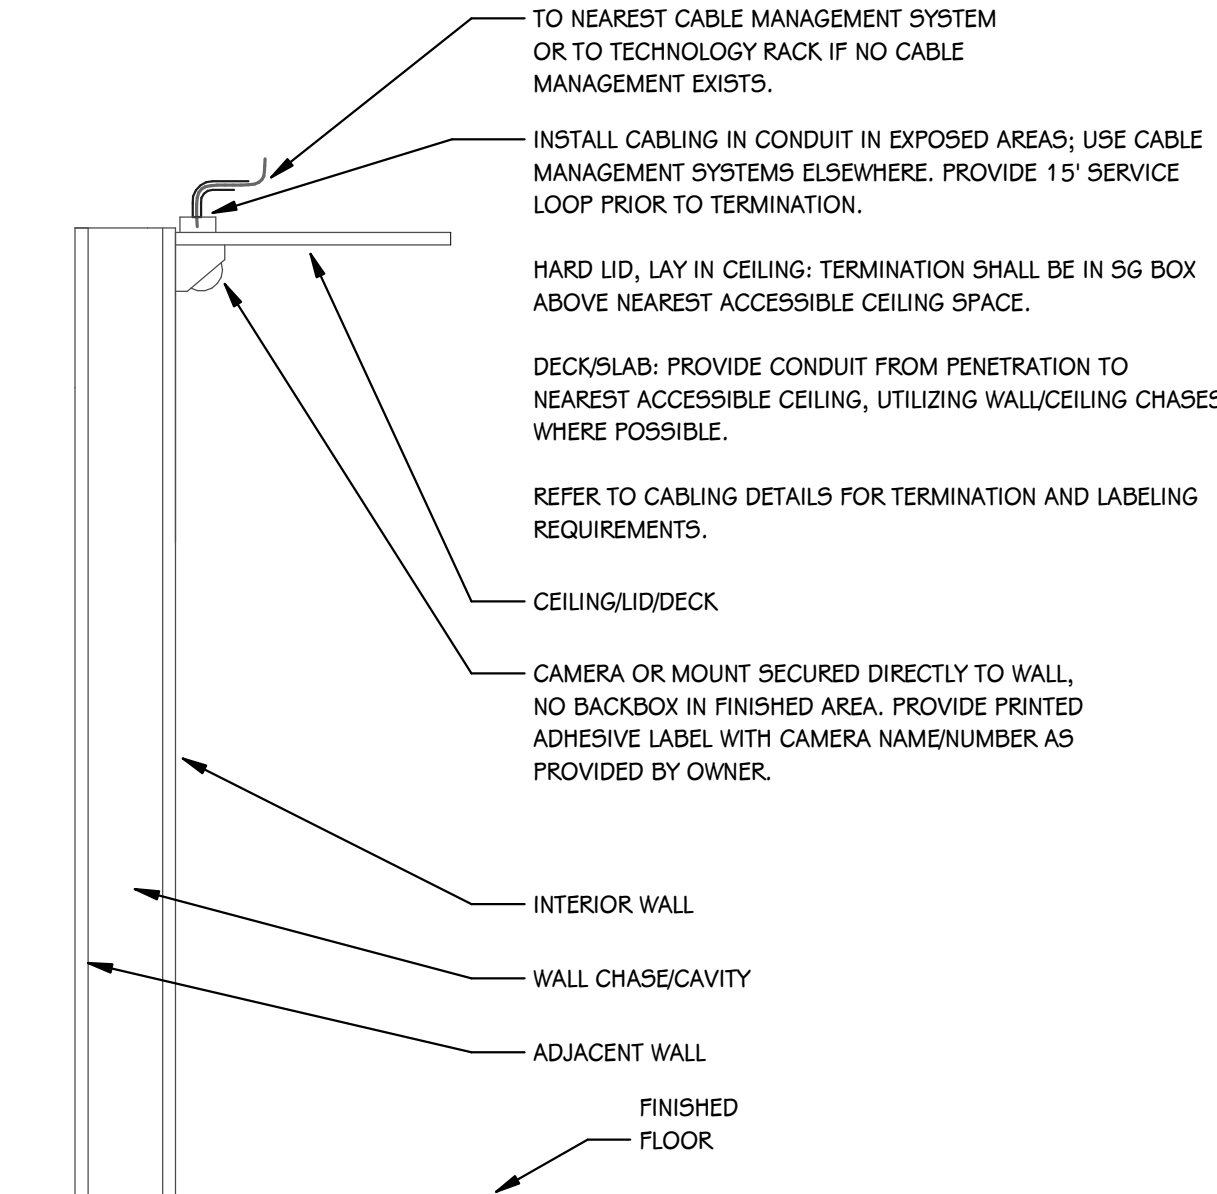 TO NEAREST CABLE MANAGEMENT SYSTEM
OR TO TECHNOLOGY RACK IF NO CABLE
MANAGEMENT EXISTS.
INSTALL CABLING IN CONDUIT IN EXPOSED AREAS; USE CABLE
MANAGEMENT SYSTEMS ELSEWHERE. PROVIDE 15' SERVICE
LOOP PRIOR TO TERMINATION.
HARD LID, LAY IN CEILING: TERMINATION SHALL BE IN SG BOX
ABOVE NEAREST ACCESSIBLE CEILING SPACE.
DECK/SLAB: PROVIDE CONDUIT FROM PENETRATION TO
NEAREST ACCESSIBLE CEILING, UTILIZING WALL/CEILING CHASES
WHERE POSSIBLE.
REFER TO CABLING DETAILS FOR TERMINATION AND LABELING
REQUIREMENTS.
CEILING/LID/DECK
CAMERA OR MOUNT SECURED DIRECTLY TO WALL,
NO BACKBOX IN FINISHED AREA. PROVIDE PRINTED
ADHESIVE LABEL WITH CAMERA NAME/NUMBER AS
PROVIDED BY OWNER.
INTERIOR WALL
WALL CHASE/CAVITY
ADJACENT WALL
FINISHED
FLOOR